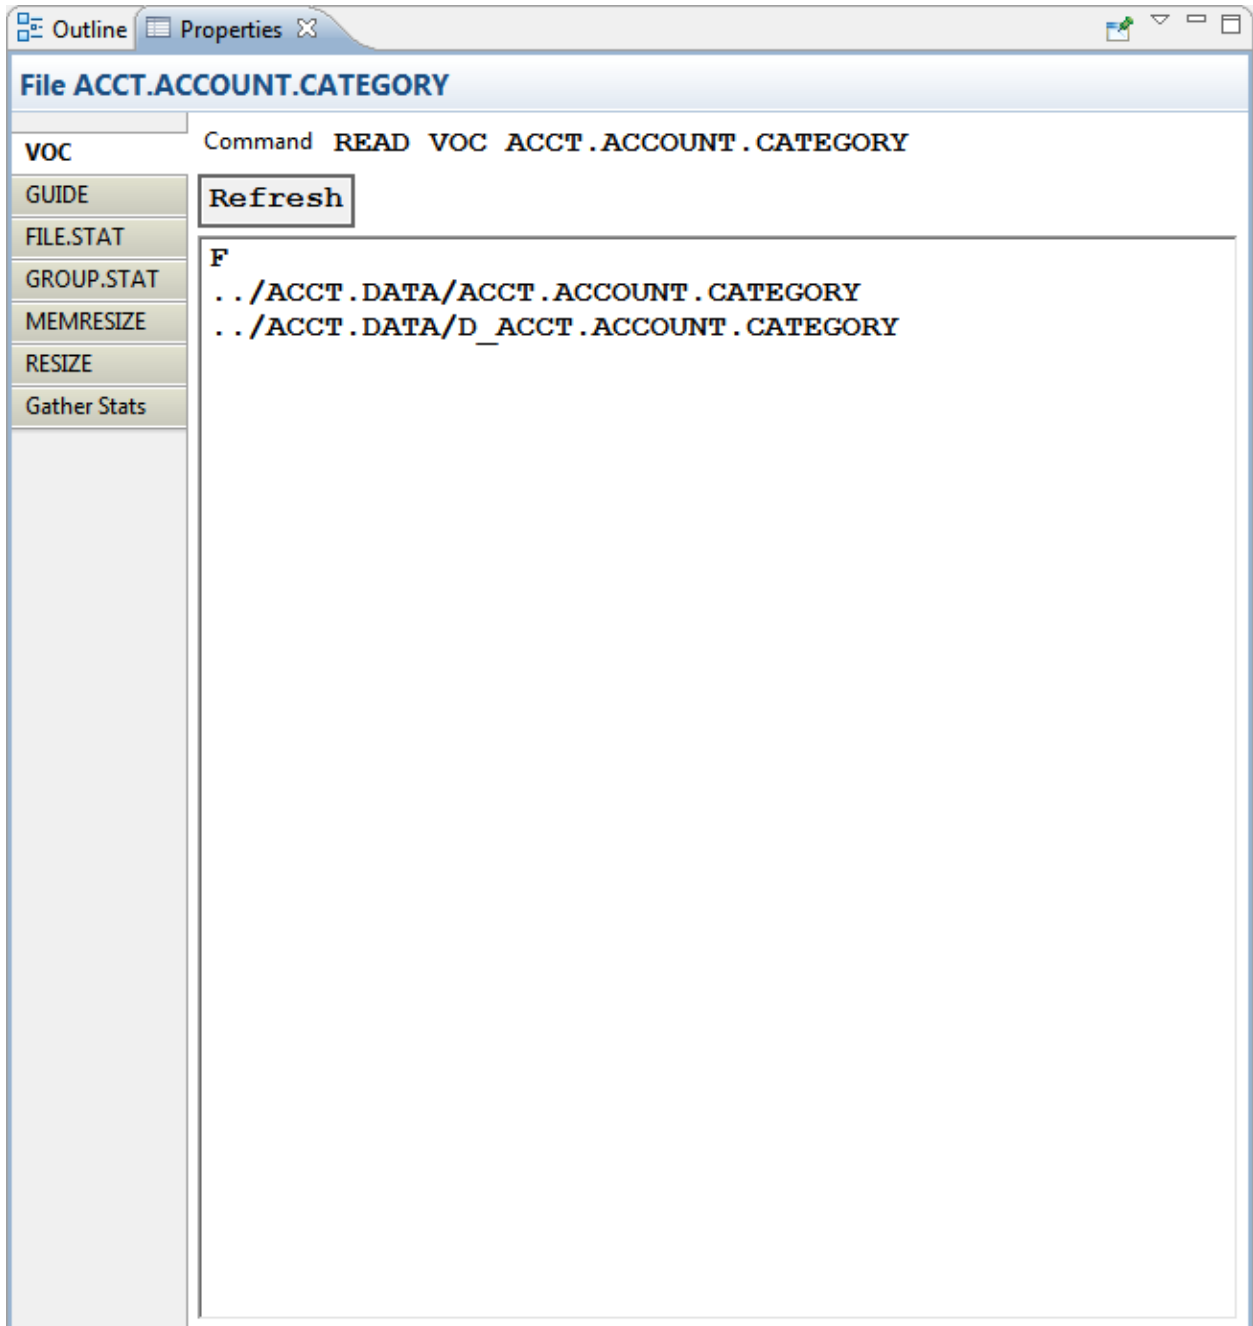 Outline Properties
File ACCT.ACCOUNT.CATEGORY
VOC
GUIDE
FILE.STAT
GROUP.STAT
MEMRESIZE
RESIZE
Gather Stats
Command READ VOC ACCT.ACCOUNT.CATEGORY
Refresh
F
../ACCT.DATA/ACCT.ACCOUNT.CATEGORY
../ACCT.DATA/D_ACCT.ACCOUNT.CATEGORY